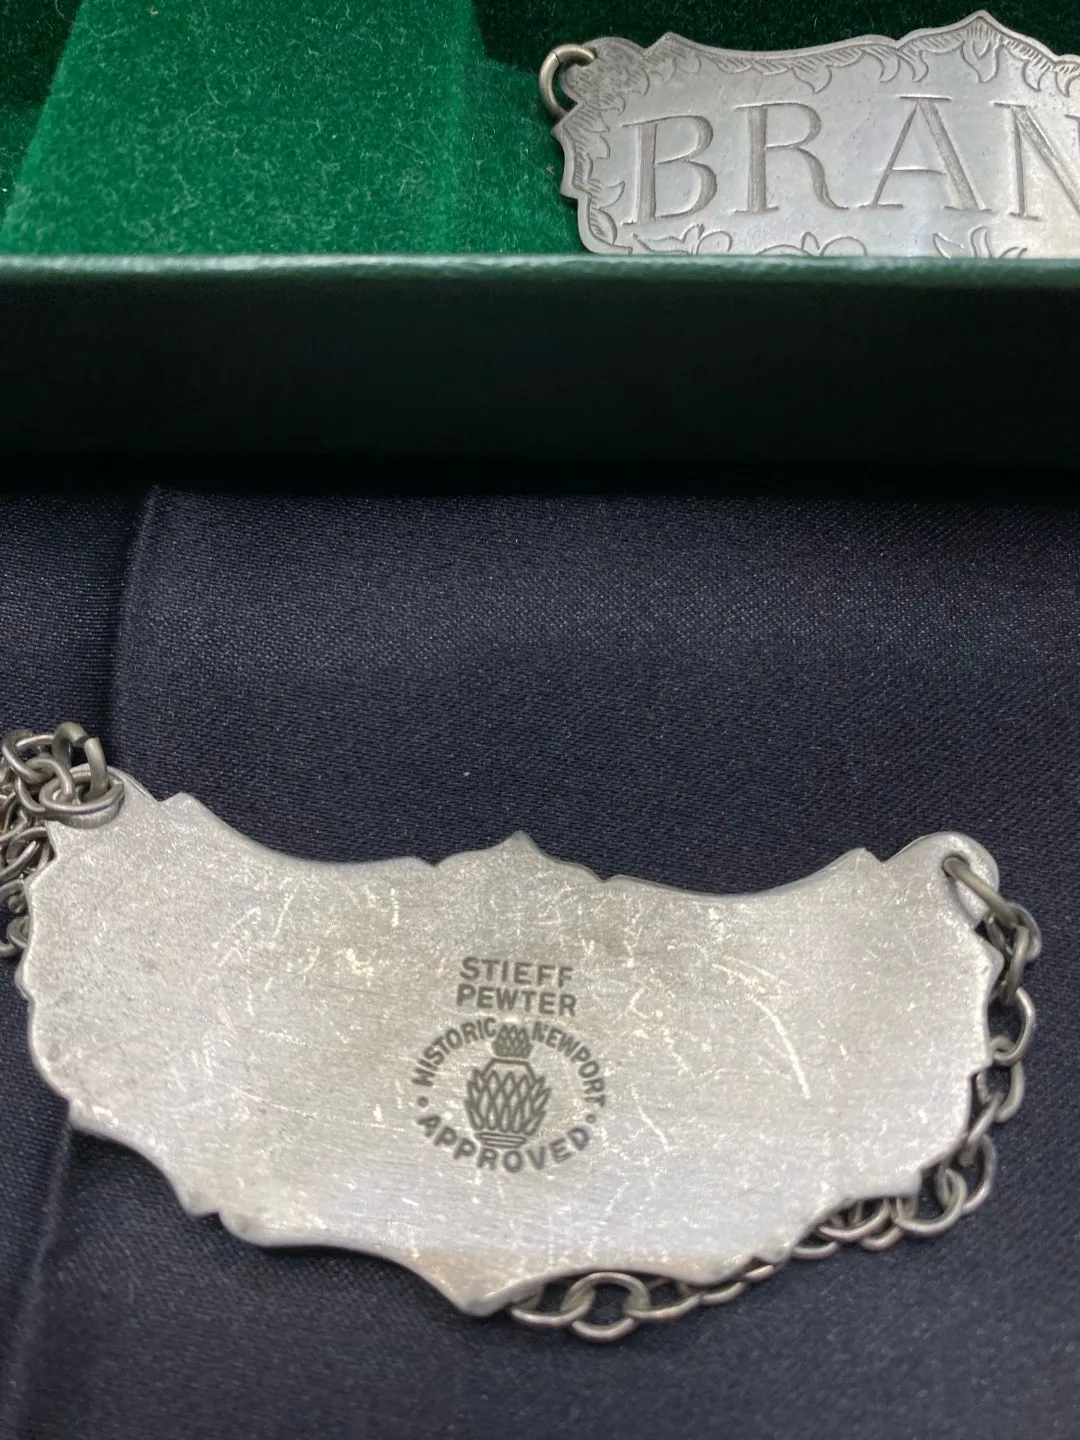 BRAN
STIEFF
PEWTER
HISTORIC NEWPORT
• APPROVED •